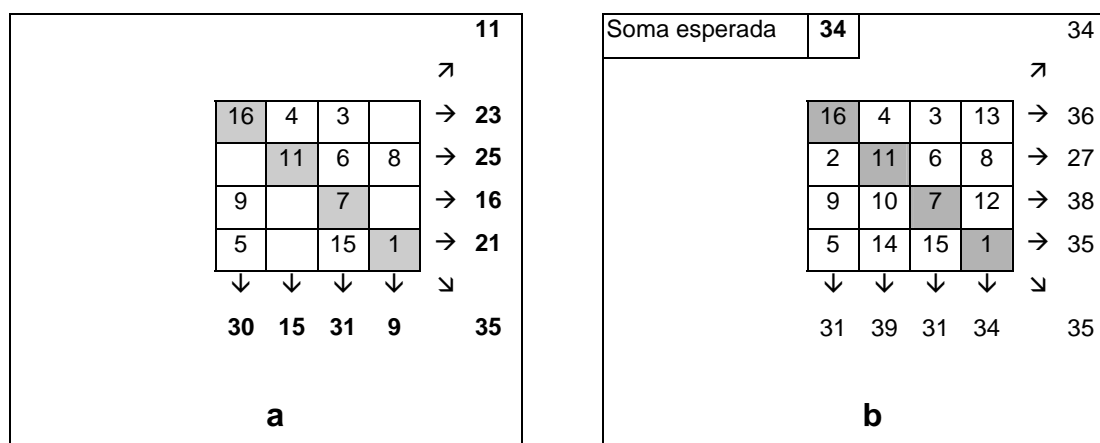 11
↗
16 4 3 → 23
11 6 8 → 25
9 7 → 16
5 15 1 → 21
↓ ↓ ↓ ↓ ↘
30 15 31 9 35
a
Soma esperada 34 34
↗
16 4 3 13 → 36
2 11 6 8 → 27
9 10 7 12 → 38
5 14 15 1 → 35
↓ ↓ ↓ ↓ ↘
31 39 31 34 35
b